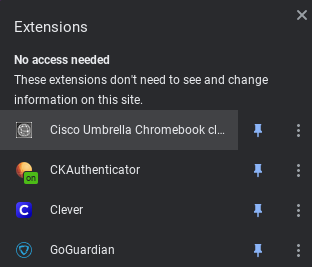 Extensions
No access needed
These extensions don't need to see and change
information on this site.
Cisco Umbrella Chromebook cl...
CKAuthenticator
on
Clever
GoGuardian